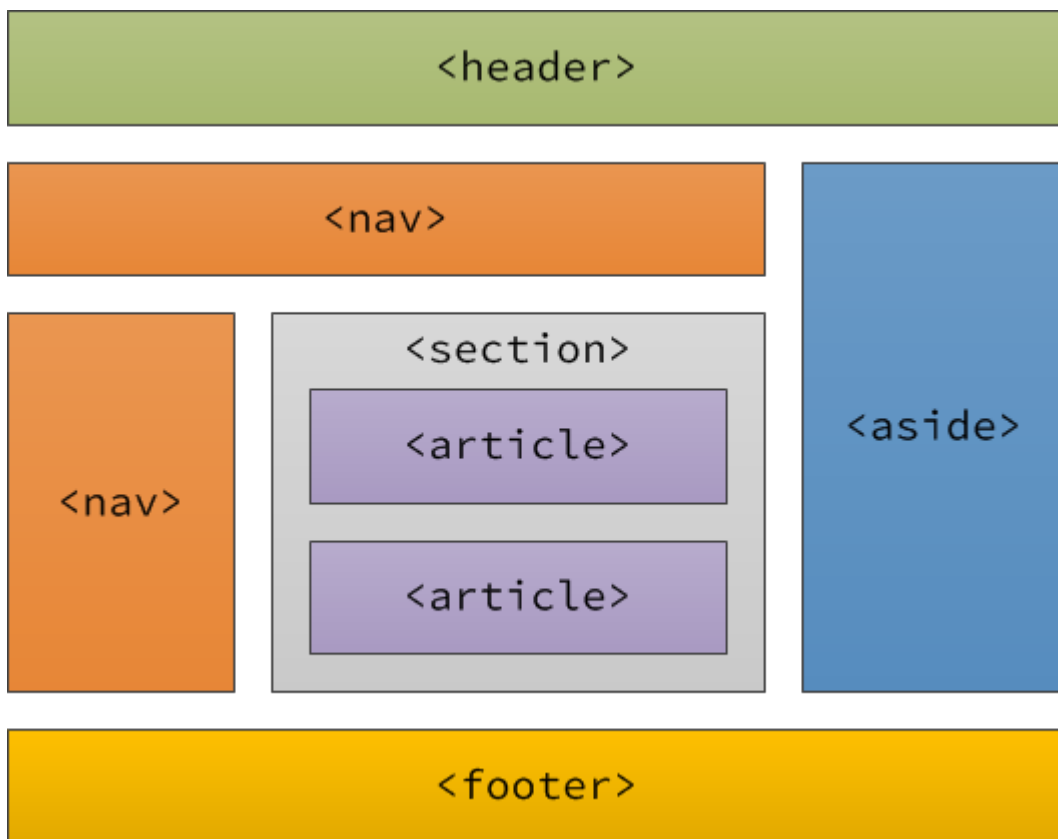 <header>
<nav>
<section>
<article>
<aside>
<nav>
<article>
<footer>